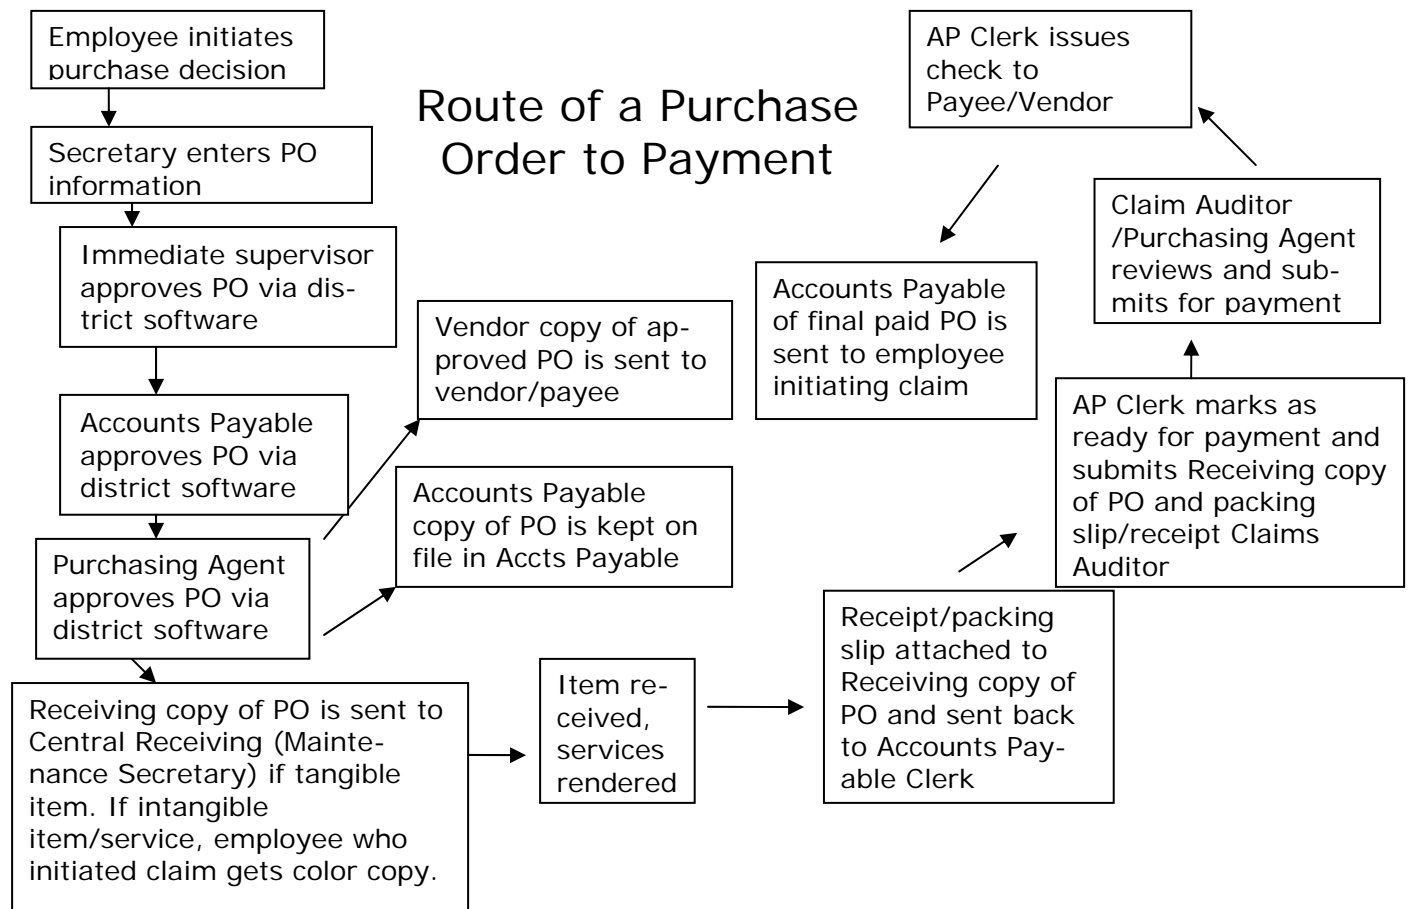 Route of a Purchase
Order to Payment
Employee initiates
purchase decision
Secretary enters PO
information
Immediate supervisor
approves PO via dis-
trict software
Accounts Payable
approves PO via
district software
Purchasing Agent
approves PO via
district software
Vendor copy of ap-
proved PO is sent to
vendor/payee
Accounts Payable
copy of PO is kept on
file in Accts Payable
Receiving copy of PO is sent to
Central Receiving (Mainte-
nance Secretary) if tangible
item. If intangible
item/service, employee who
initiated claim gets color copy.
Item re-
ceived,
services
rendered
Receipt/packing
slip attached to
Receiving copy of
PO and sent back
to Accounts Pay-
able Clerk
AP Clerk marks as
ready for payment and
submits Receiving copy
of PO and packing
slip/receipt Claims
Auditor
Claim Auditor
/Purchasing Agent
reviews and sub-
mits for payment
AP Clerk issues
check to
Payee/Vendor
Accounts Payable
of final paid PO is
sent to employee
initiating claim